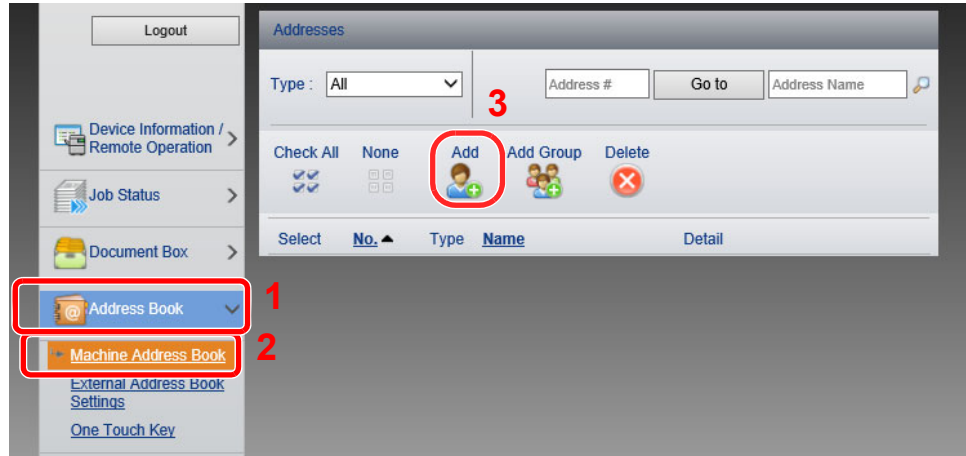 Logout
Device Information /
Remote Operation
Job Status
Document Box
Address Book
1
Machine Address Book
2
External Address Book
Settings
One Touch Key
Addresses
Type : All
Address #
Go to
Address Name
3
Check All None Add Add Group Delete
Select No. Type Name Detail